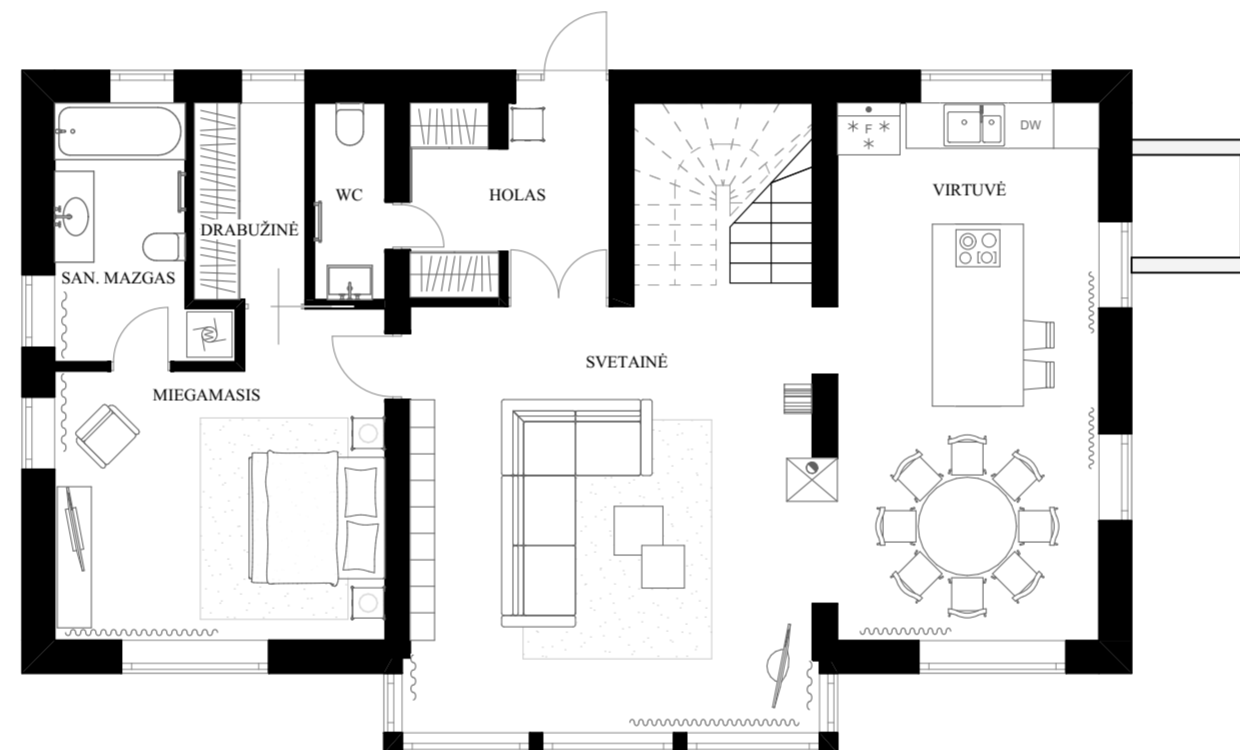 F
DW
WC
HOLAS
VIRTUVĖ
DRABUŽINĖ
SAN. MAZGAS
W
SVETAINĖ
MIEGAMASIS